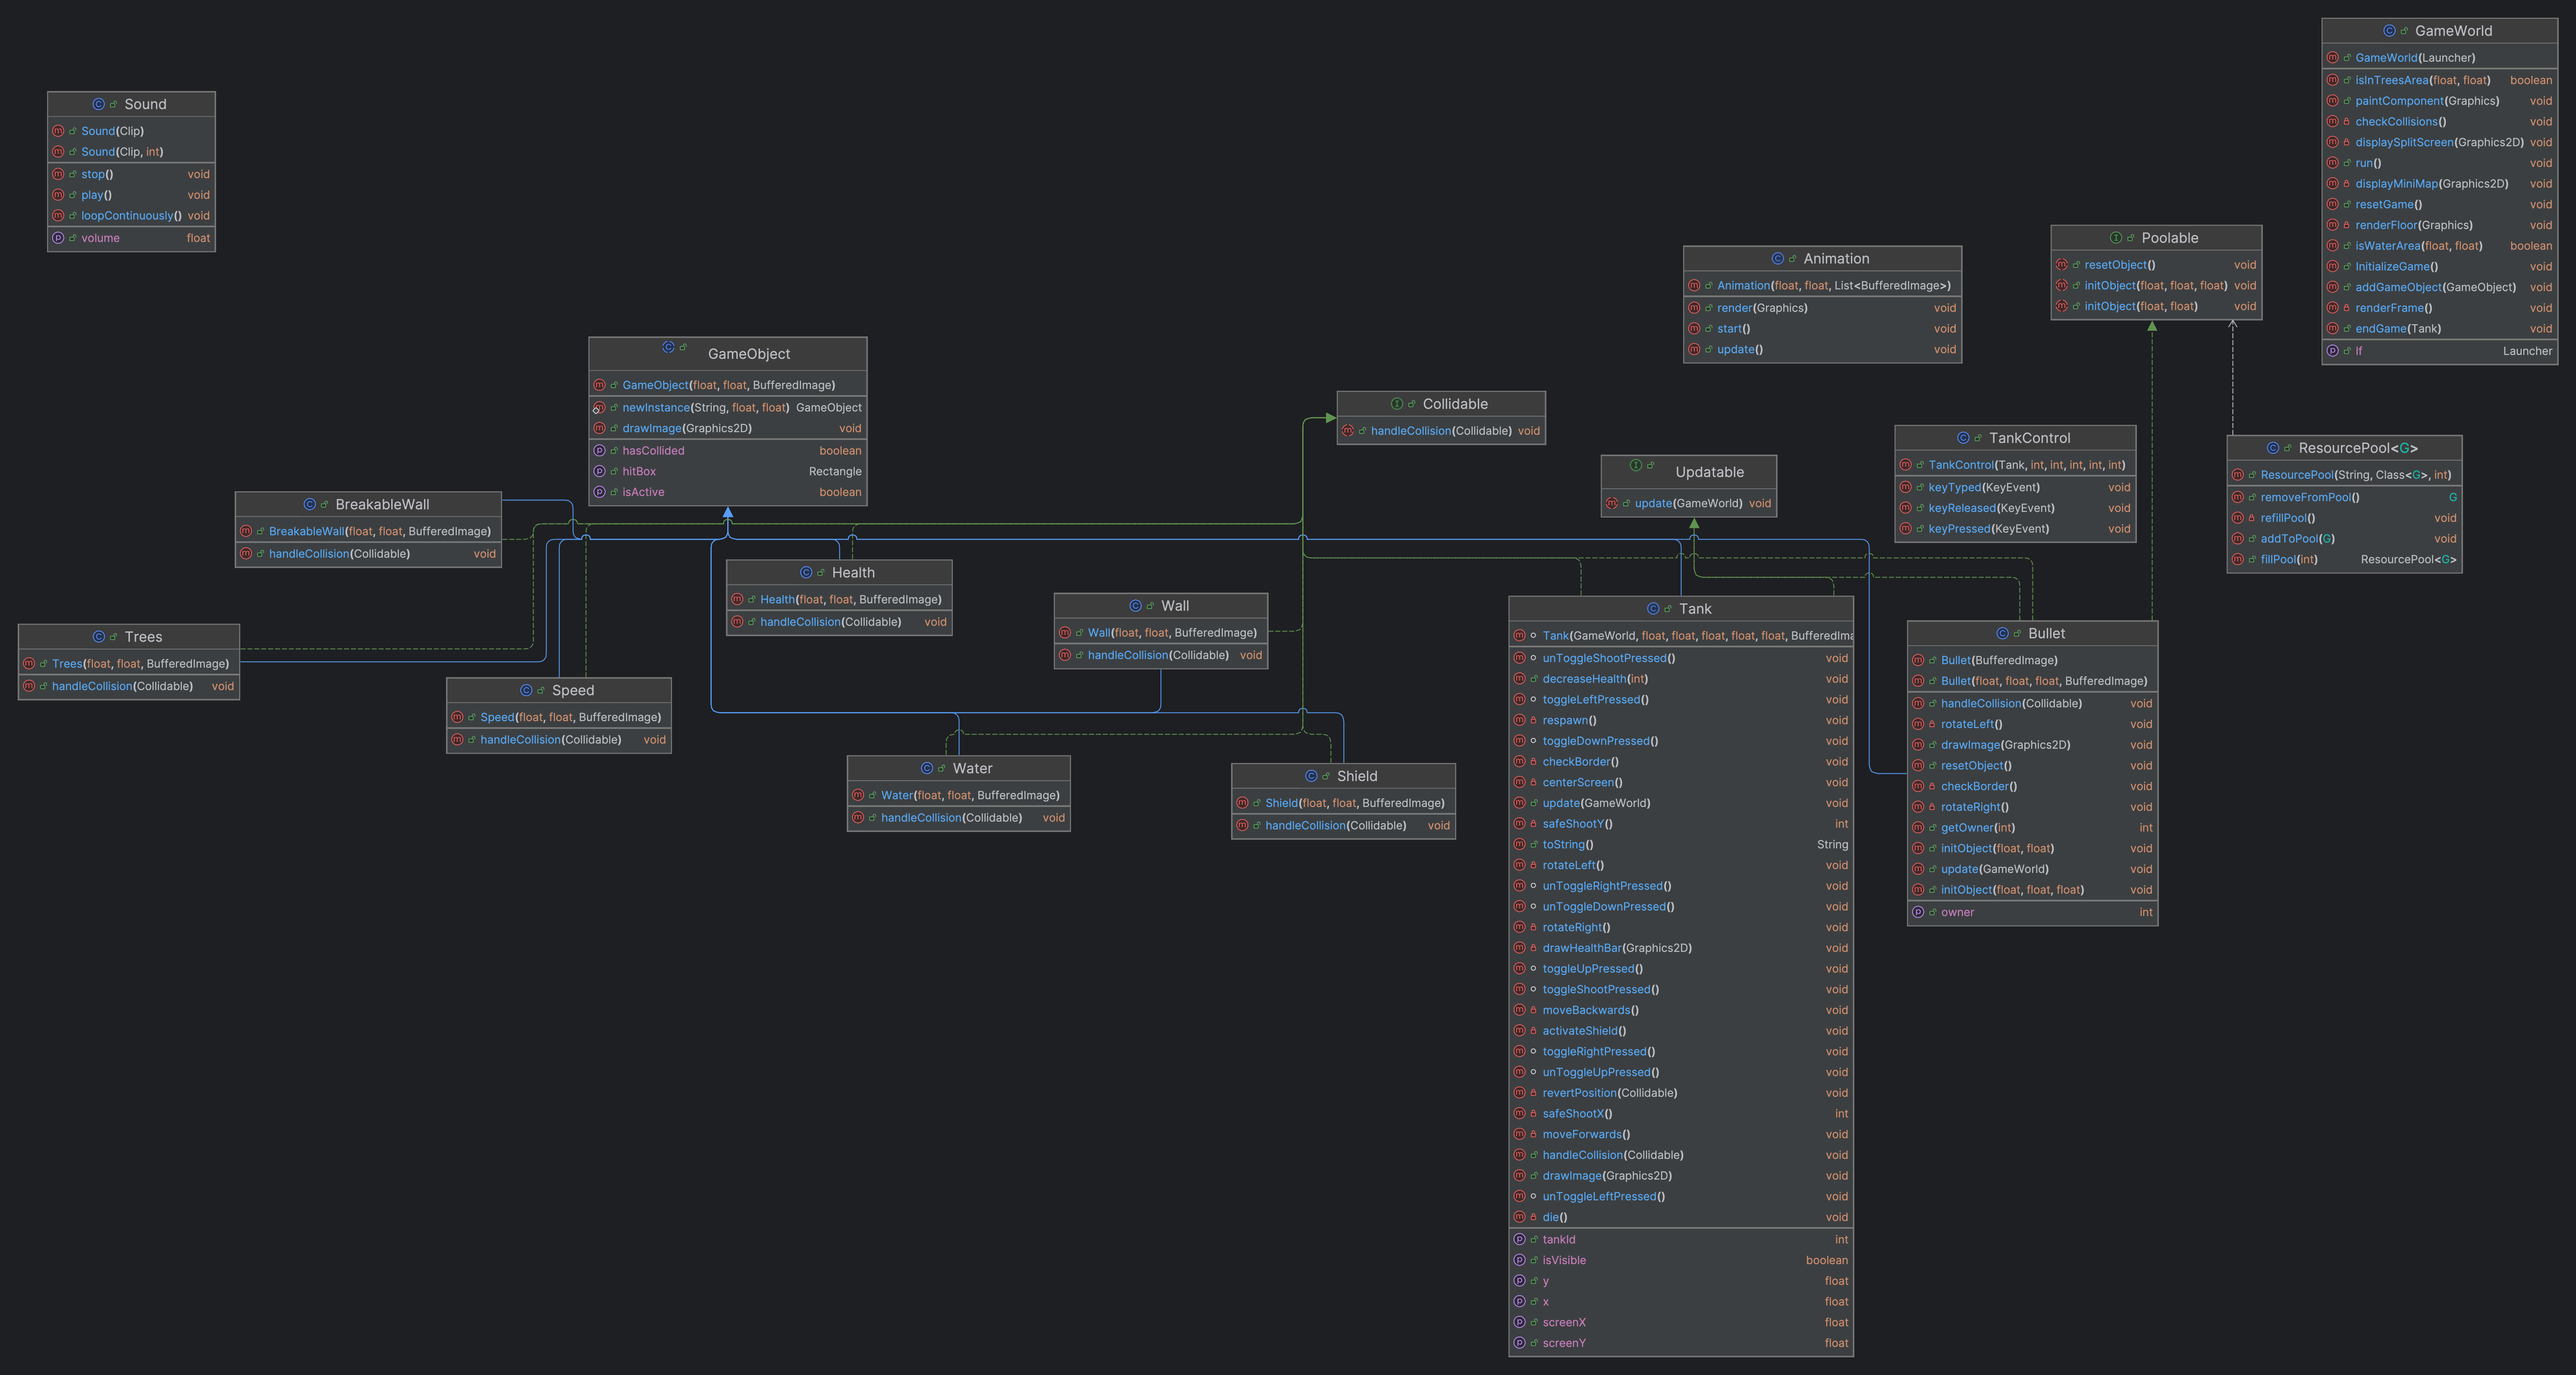 Sound
Sound(Clip)
Sound(Clip, int)
stop() void
play() void
loopContinuously() void
volume float
GameObject
GameObject(float, float, BufferedImage)
newInstance(String, float, float) GameObject
drawImage(Graphics2D) void
hasCollided boolean
hitBox Rectangle
isActive boolean
BreakableWall
BreakableWall(float, float, BufferedImage)
handleCollision(Collidable) void
Trees
Trees(float, float, BufferedImage)
handleCollision(Collidable) void
Speed
Speed(float, float, BufferedImage)
handleCollision(Collidable) void
Health
Health(float, float, BufferedImage)
handleCollision(Collidable) void
Wall
Wall(float, float, BufferedImage)
handleCollision(Collidable) void
Water
Water(float, float, BufferedImage)
handleCollision(Collidable) void
Shield
Shield(float, float, BufferedImage)
handleCollision(Collidable) void
Collidable
handleCollision(Collidable) void
Updatable
update(GameWorld) void
Animation
Animation(float, float, List<BufferedImage>)
render(Graphics) void
start() void
update() void
TankControl
TankControl(Tank, int, int, int, int, int)
keyTyped(KeyEvent) void
keyReleased(KeyEvent) void
keyPressed(KeyEvent) void
Poolable
resetObject() void
initObject(float, float, float) void
initObject(float, float) void
GameWorld
GameWorld(Launcher)
isInTreesArea(float, float) boolean
paintComponent(Graphics) void
checkCollisions() void
displaySplitScreen(Graphics2D) void
run() void
displayMiniMap(Graphics2D) void
resetGame() void
renderFloor(Graphics) void
isWaterArea(float, float) boolean
InitializeGame() void
addGameObject(GameObject) void
renderFrame() void
endGame(Tank) void
lf Launcher
ResourcePool<G>
ResourcePool(String, Class<G>, int)
removeFromPool() G
refillPool() void
addToPool(G) void
fillPool(int) ResourcePool<G>
Tank
Tank(GameWorld, float, float, float, float, float, BufferedIma
unToggleShootPressed() void
decreaseHealth(int) void
toggleLeftPressed() void
respawn() void
toggleDownPressed() void
checkBorder() void
centerScreen() void
update(GameWorld) void
safeShootY() int
toString() String
rotateLeft() void
unToggleRightPressed() void
unToggleDownPressed() void
rotateRight() void
drawHealthBar(Graphics2D) void
toggleUpPressed() void
toggleShootPressed() void
moveBackwards() void
activateShield() void
toggleRightPressed() void
unToggleUpPressed() void
revertPosition(Collidable) void
safeShootX() int
moveForwards() void
handleCollision(Collidable) void
drawImage(Graphics2D) void
unToggleLeftPressed() void
die() void
tankId int
isVisible boolean
y float
x float
screenX float
screenY float
Bullet
Bullet(BufferedImage)
Bullet(float, float, float, BufferedImage)
handleCollision(Collidable) void
rotateLeft() void
drawImage(Graphics2D) void
resetObject() void
checkBorder() void
rotateRight() void
getOwner(int) int
initObject(float, float) void
update(GameWorld) void
initObject(float, float, float) void
owner int